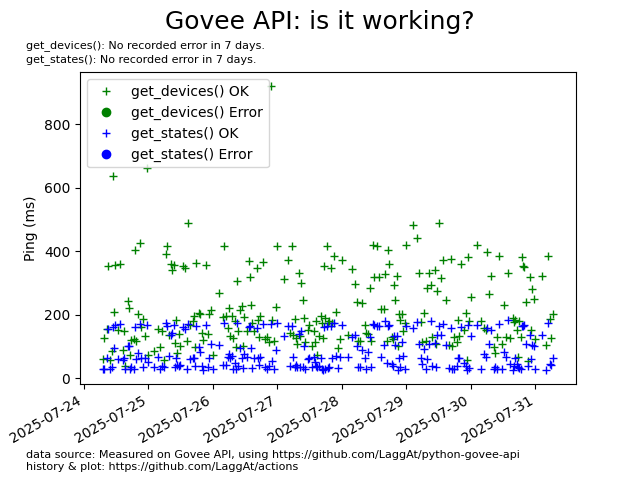 Govee API: is it working?
get_devices(): No recorded error in 7 days.
get_states(): No recorded error in 7 days.
get_devices() OK
get_devices() Error
get_states() OK
get_states() Error
Ping (ms)
800
600
400
200
0
2025-07-24
2025-07-25
2025-07-26
2025-07-27
2025-07-28
2025-07-29
2025-07-30
2025-07-31
data source: Measured on Govee API, using https://github.com/LaggAt/python-govee-api
history & plot: https://github.com/LaggAt/actions